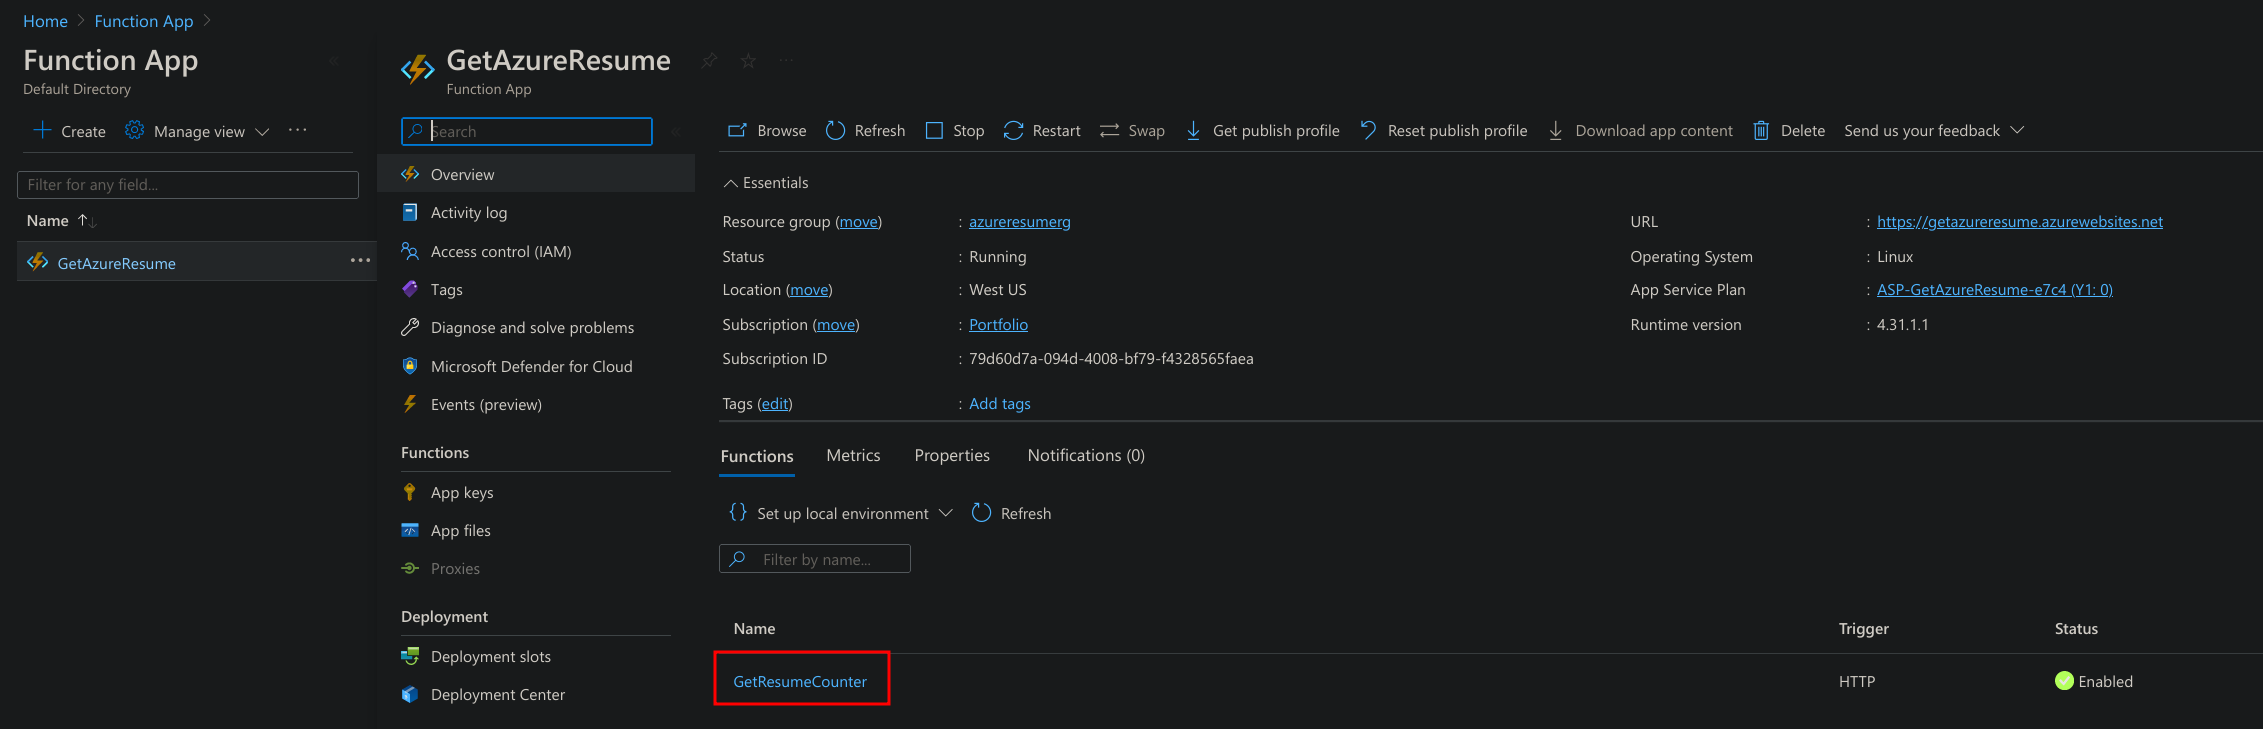 Home > Function App >
Function App
Default Directory
Create Manage view ...
Filter for any field...
Name
GetAzureResume ...
GetAzureResume ...
Function App
Search
Overview
Activity log
Access control (IAM)
Tags
Diagnose and solve problems
Microsoft Defender for Cloud
Events (preview)
Functions
App keys
App files
Proxies
Deployment
Deployment slots
Deployment Center
Browse Refresh Stop Restart Swap Get publish profile Reset publish profile Download app content Delete Send us your feedback
Essentials
Resource group (move) : azureresumerg
Status : Running
Location (move) : West US
Subscription (move) : Portfolio
Subscription ID : 79d60d7a-094d-4008-bf79-f4328565faea
Tags (edit) : Add tags
URL : https://getazureresume.azurewebsites.net
Operating System : Linux
App Service Plan : ASP-GetAzureResume-e7c4 (Y1: 0)
Runtime version : 4.31.1.1
Functions Metrics Properties Notifications (0)
{} Set up local environment Refresh
Filter by name...
Name Trigger Status
GetResumeCounter HTTP Enabled